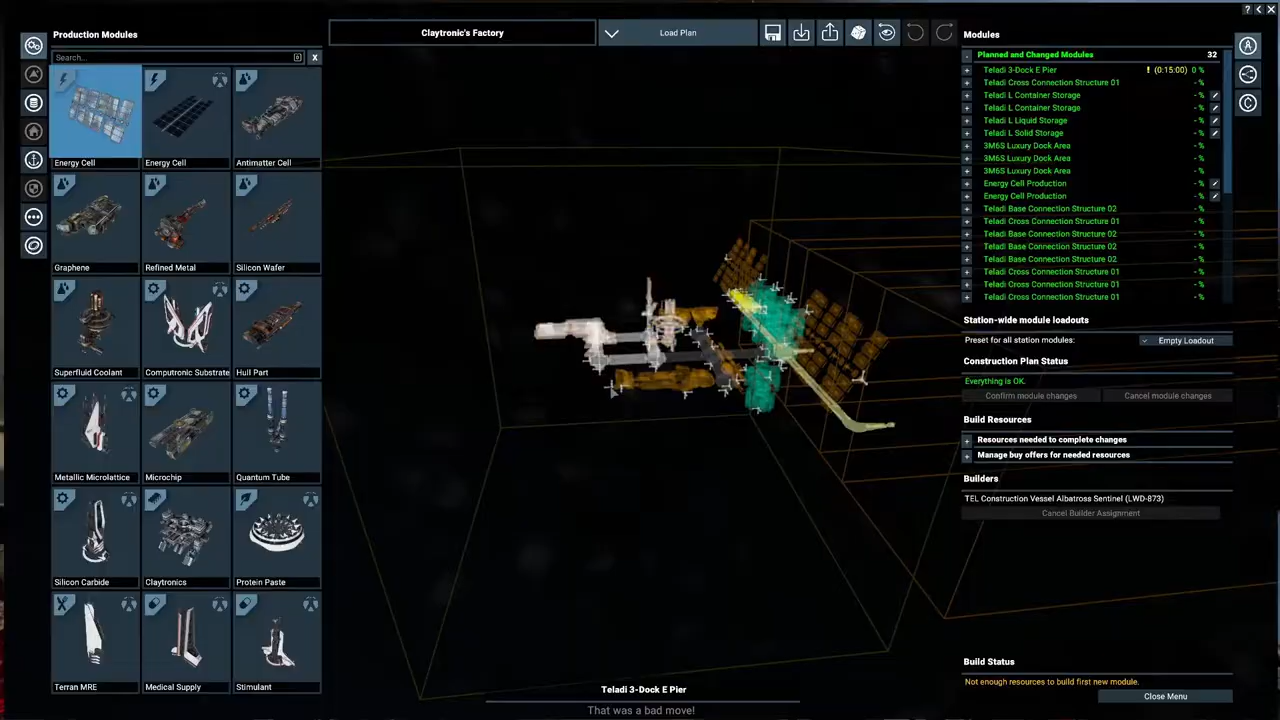 ? < X
Production Modules
Search...
x
Energy Cell
Energy Cell
Antimatter Cell
Graphene
Refined Metal
Silicon Wafer
Superfluid Coolant
Computronic Substrate
Hull Part
Metallic Microlattice
Microchip
Quantum Tube
Silicon Carbide
Claytronics
Protein Paste
Terran MRE
Medical Supply
Stimulant
Claytronic's Factory
Load Plan
Teladi 3-Dock E Pier
That was a bad move!
Modules
- Planned and Changed Modules 32
+ Teladi 3-Dock E Pier ! (0:15:00) 0 %
+ Teladi Cross Connection Structure 01 - %
+ Teladi L Container Storage - %
+ Teladi L Container Storage - %
+ Teladi L Liquid Storage - %
+ Teladi L Solid Storage - %
+ 3M6S Luxury Dock Area - %
+ 3M6S Luxury Dock Area - %
+ 3M6S Luxury Dock Area - %
+ Energy Cell Production - %
+ Energy Cell Production - %
+ Teladi Base Connection Structure 02 - %
+ Teladi Cross Connection Structure 01 - %
+ Teladi Base Connection Structure 02 - %
+ Teladi Base Connection Structure 02 - %
+ Teladi Base Connection Structure 02 - %
+ Teladi Cross Connection Structure 01 - %
+ Teladi Cross Connection Structure 01 - %
+ Teladi Cross Connection Structure 01 - %
Station-wide module loadouts
Preset for all station modules: Empty Loadout
Construction Plan Status
Everything is OK.
Confirm module changes Cancel module changes
Build Resources
+ Resources needed to complete changes
+ Manage buy offers for needed resources
Builders
TEL Construction Vessel Albatross Sentinel (LWD-873)
Cancel Builder Assignment
Build Status
Not enough resources to build first new module.
Close Menu